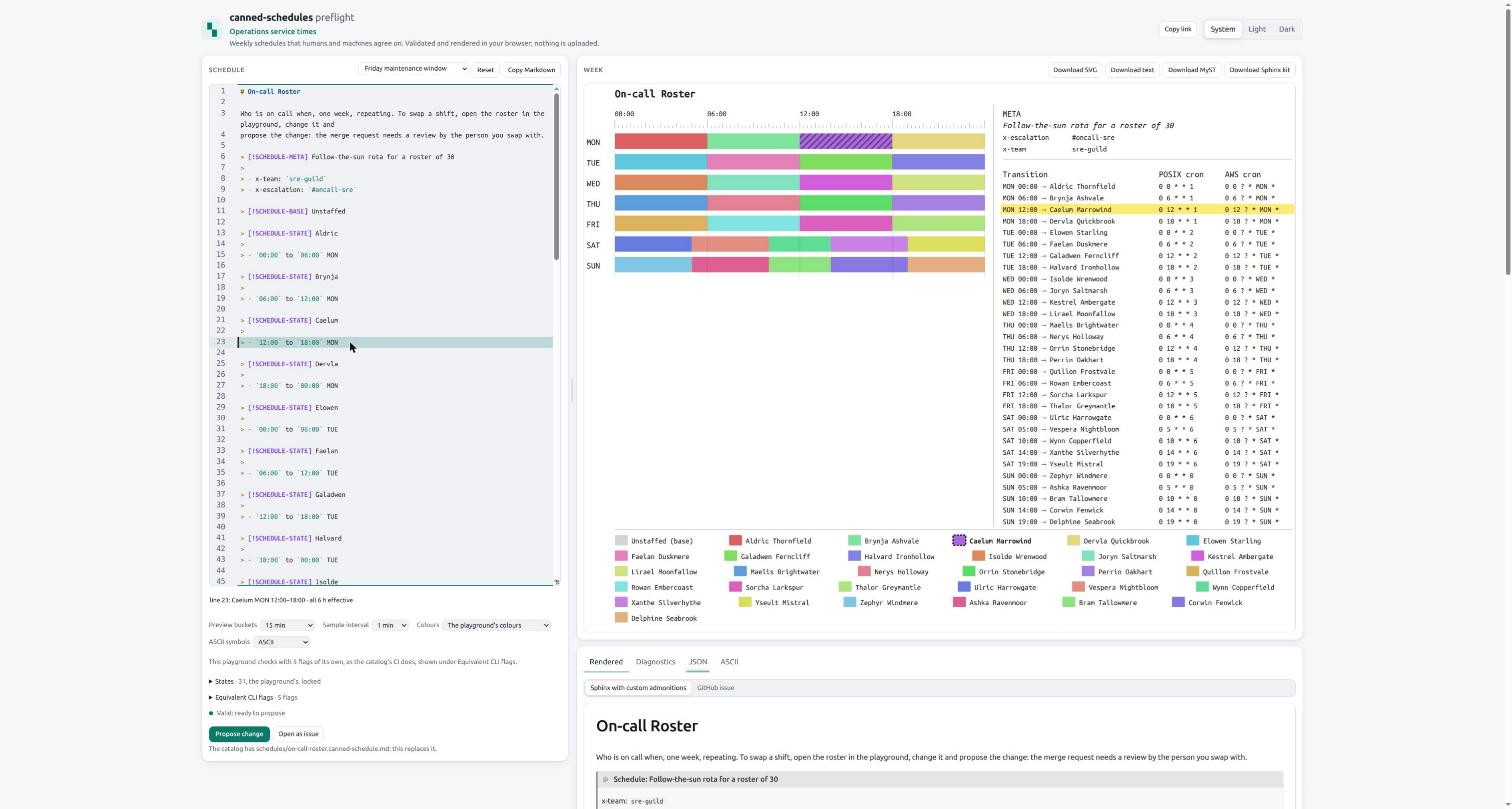 canned-schedules preflight
Operations service times
Weekly schedules that humans and machines agree on. Validated and rendered in your browser; nothing is uploaded.
Copy link
System Light Dark
SCHEDULE
Friday maintenance window
Reset
Copy Markdown
1 # On-call Roster
2
3 Who is on call when, one week, repeating. To swap a shift, open the roster in the
playground, change it and
4 propose the change: the merge request needs a review by the person you swap with.
5
6 > [!SCHEDULE-META] Follow-the-sun rota for a roster of 30
7 >
8 > - x-team: `sre-guild`
9 > - x-escalation: `#oncall-sre`
10
11 > [!SCHEDULE-BASE] Unstaffed
12
13 > [!SCHEDULE-STATE] Aldric
14 >
15 > - `00:00` to `06:00` MON
16
17 > [!SCHEDULE-STATE] Brynja
18 >
19 > - `06:00` to `12:00` MON
20
21 > [!SCHEDULE-STATE] Caelum
22 >
23 > - `12:00` to `18:00` MON
24
25 > [!SCHEDULE-STATE] Dervla
26 >
27 > - `18:00` to `00:00` MON
28
29 > [!SCHEDULE-STATE] Elowen
30 >
31 > - `00:00` to `06:00` TUE
32
33 > [!SCHEDULE-STATE] Faelan
34 >
35 > - `06:00` to `12:00` TUE
36
37 > [!SCHEDULE-STATE] Galadwen
38 >
39 > - `12:00` to `18:00` TUE
40
41 > [!SCHEDULE-STATE] Halvard
42 >
43 > - `18:00` to `00:00` TUE
44
45 > [!SCHEDULE-STATE] Isolde
line 23: Caelum MON 12:00–18:00 · all 6 h effective
Preview buckets 15 min Sample interval 1 min Colours The playground's colours
ASCII symbols ASCII
This playground checks with 5 flags of its own, as the catalog's CI does, shown under Equivalent CLI flags.
▶ States · 31, the playground's, locked
▶ Equivalent CLI flags · 5 flags
Valid: ready to propose
Propose change
Open as issue
The catalog has schedules/on-call-roster.canned-schedule.md: this replaces it.
WEEK
Download SVG
Download text
Download MyST
Download Sphinx kit
On-call Roster
00:00 06:00 12:00 18:00
MON
TUE
WED
THU
FRI
SAT
SUN
META
Follow-the-sun rota for a roster of 30
x-escalation #oncall-sre
x-team sre-guild
Transition POSIX cron AWS cron
MON 00:00 → Aldric Thornfield 0 0 * * 1 0 0 ? * MON *
MON 06:00 → Brynja Ashvale 0 6 * * 1 0 6 ? * MON *
MON 12:00 → Caelum Marrowind 0 12 * * 1 0 12 ? * MON *
MON 18:00 → Dervla Quickbrook 0 18 * * 1 0 18 ? * MON *
TUE 00:00 → Elowen Starling 0 0 * * 2 0 0 ? * TUE *
TUE 06:00 → Faelan Duskmere 0 6 * * 2 0 6 ? * TUE *
TUE 12:00 → Galadwen Ferncliff 0 12 * * 2 0 12 ? * TUE *
TUE 18:00 → Halvard Ironhollow 0 18 * * 2 0 18 ? * TUE *
WED 00:00 → Isolde Wrenwood 0 0 * * 3 0 0 ? * WED *
WED 06:00 → Joryn Saltmarsh 0 6 * * 3 0 6 ? * WED *
WED 12:00 → Kestrel Ambergate 0 12 * * 3 0 12 ? * WED *
WED 18:00 → Lirael Moonfallow 0 18 * * 3 0 18 ? * WED *
THU 00:00 → Maelis Brightwater 0 0 * * 4 0 0 ? * THU *
THU 06:00 → Nerys Holloway 0 6 * * 4 0 6 ? * THU *
THU 12:00 → Orrin Stonebridge 0 12 * * 4 0 12 ? * THU *
THU 18:00 → Perrin Oakhart 0 18 * * 4 0 18 ? * THU *
FRI 00:00 → Quillon Frostvale 0 0 * * 5 0 0 ? * FRI *
FRI 06:00 → Rowan Embercoast 0 6 * * 5 0 6 ? * FRI *
FRI 12:00 → Sorcha Larkspur 0 12 * * 5 0 12 ? * FRI *
FRI 18:00 → Thalor Greymantle 0 18 * * 5 0 18 ? * FRI *
SAT 00:00 → Ulric Harrowgate 0 0 * * 6 0 0 ? * SAT *
SAT 05:00 → Vespera Nightbloom 0 5 * * 6 0 5 ? * SAT *
SAT 10:00 → Wynn Copperfield 0 10 * * 6 0 10 ? * SAT *
SAT 14:00 → Xanthe Silverhythe 0 14 * * 6 0 14 ? * SAT *
SAT 19:00 → Yseult Mistral 0 19 * * 6 0 19 ? * SAT *
SUN 00:00 → Zephyr Windmere 0 0 * * 0 0 0 ? * SUN *
SUN 05:00 → Ashka Ravenmoor 0 5 * * 0 0 5 ? * SUN *
SUN 10:00 → Bram Tallowmere 0 10 * * 0 0 10 ? * SUN *
SUN 14:00 → Corwin Fenwick 0 14 * * 0 0 14 ? * SUN *
SUN 19:00 → Delphine Seabrook 0 19 * * 0 0 19 ? * SUN *
Unstaffed (base) Aldric Thornfield Brynja Ashvale Caelum Marrowind Dervla Quickbrook Elowen Starling
Faelan Duskmere Galadwen Ferncliff Halvard Ironhollow Isolde Wrenwood Joryn Saltmarsh Kestrel Ambergate
Lirael Moonfallow Maelis Brightwater Nerys Holloway Orrin Stonebridge Perrin Oakhart Quillon Frostvale
Rowan Embercoast Sorcha Larkspur Thalor Greymantle Ulric Harrowgate Vespera Nightbloom Wynn Copperfield
Xanthe Silverhythe Yseult Mistral Zephyr Windmere Ashka Ravenmoor Bram Tallowmere Corwin Fenwick
Delphine Seabrook
Rendered Diagnostics JSON ASCII
Sphinx with custom admonitions GitHub issue
On-call Roster
Who is on call when, one week, repeating. To swap a shift, open the roster in the playground, change it and propose the change: the merge request needs a review by the person you swap with.
Schedule: Follow-the-sun rota for a roster of 30
x-team: sre-guild